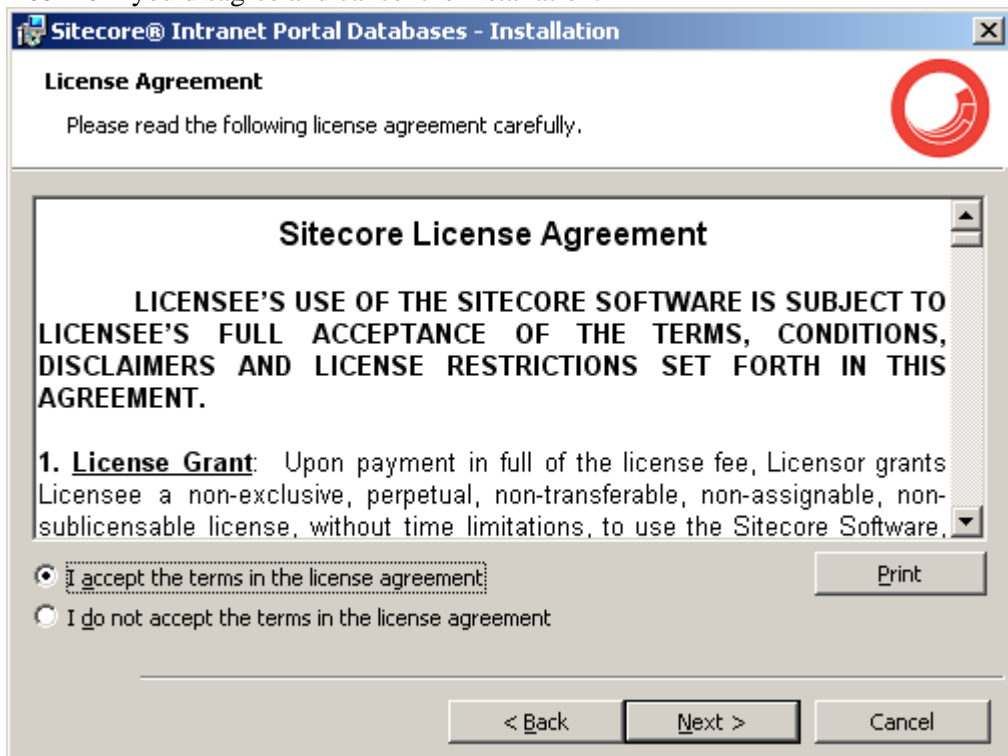 Sitecore® Intranet Portal Databases - Installation
License Agreement
Please read the following license agreement carefully.
Sitecore License Agreement
LICENSEE'S USE OF THE SITECORE SOFTWARE IS SUBJECT TO
LICENSEE'S FULL ACCEPTANCE OF THE TERMS, CONDITIONS,
DISCLAIMERS AND LICENSE RESTRICTIONS SET FORTH IN THIS
AGREEMENT.
1. License Grant: Upon payment in full of the license fee, Licensor grants
Licensee a non-exclusive, perpetual, non-transferable, non-assignable, non-
sublicensable license, without time limitations, to use the Sitecore Software,
I accept the terms in the license agreement
Print
I do not accept the terms in the license agreement
< Back Next > Cancel